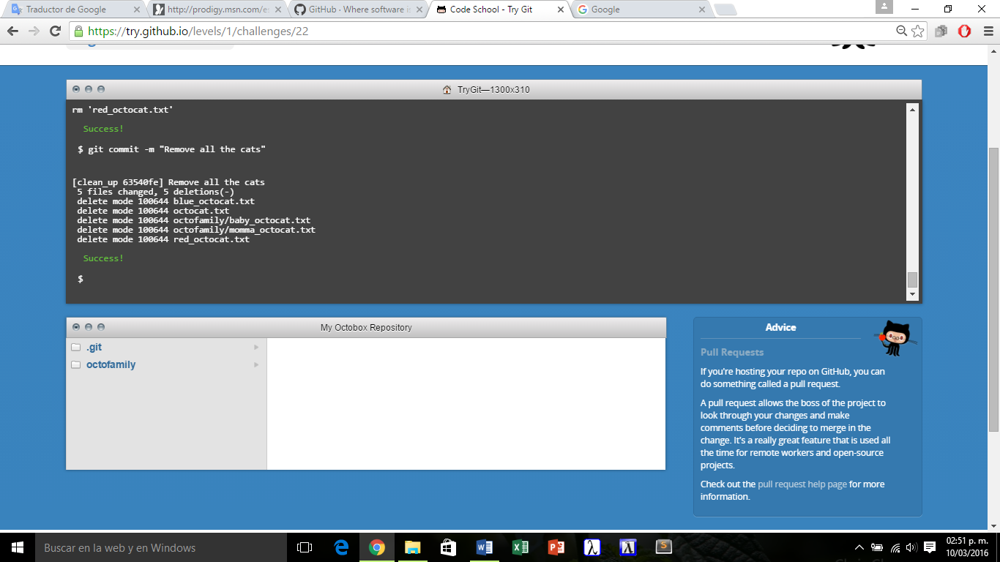 Traductor de Google
http://prodigy.msn.com/es
GitHub · Where software is
Code School - Try Git
Google
https://try.github.io/levels/1/challenges/22
TryGit—1300x310
rm 'red_octocat.txt'
Success!
$ git commit -m "Remove all the cats"
[clean_up 63540fe] Remove all the cats
5 files changed, 5 deletions(-)
delete mode 100644 blue_octocat.txt
delete mode 100644 octocat.txt
delete mode 100644 octofamily/baby_octocat.txt
delete mode 100644 octofamily/momma_octocat.txt
delete mode 100644 red_octocat.txt
Success!
$
My Octobox Repository
.git
octofamily
Advice
Pull Requests
If you're hosting your repo on GitHub, you can
do something called a pull request.
A pull request allows the boss of the project to
look through your changes and make
comments before deciding to merge in the
change. It's a really great feature that is used all
the time for remote workers and open-source
projects.
Check out the pull request help page for more
information.
Buscar en la web y en Windows
02:51 p. m.
10/03/2016